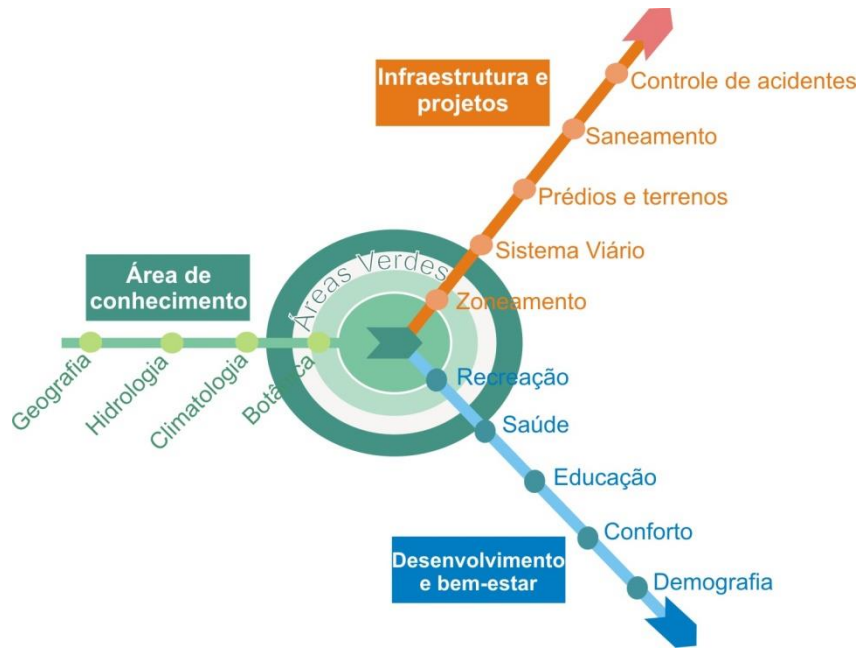 Infraestrutura e
projetos
Controle de acidentes
Saneamento
Prédios e terrenos
Sistema Viário
Zoneamento
Áreas Verdes
Área de
conhecimento
Geografia
Hidrologia
Climatologia
Botânica
Recreação
Saúde
Educação
Conforto
Demografia
Desenvolvimento
e bem-estar